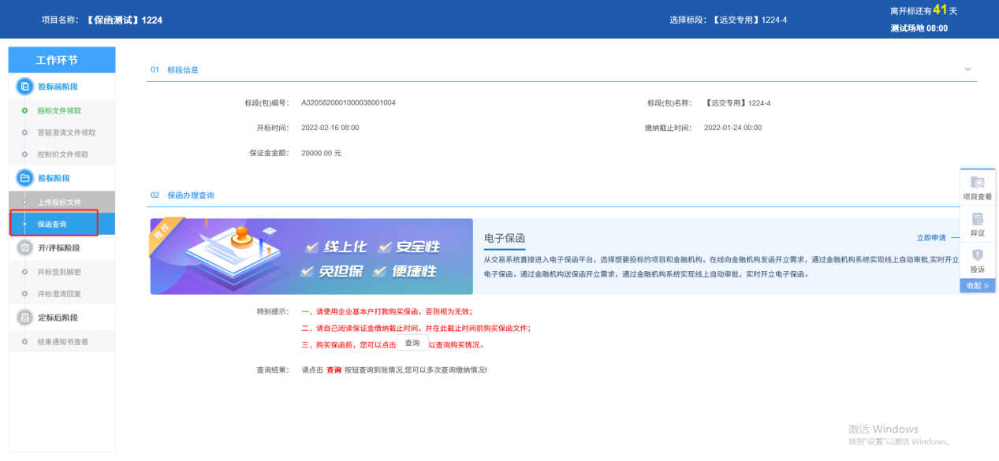 项目名称： 【保函测试】1224
选择标段：【远交专用】1224-4
离开标还有41天
测试场地 08:00
工作环节
投标前阶段
招标文件领取
答疑澄清文件领取
控制价文件领取
投标阶段
上传投标文件
保函查询
开/评标阶段
开标签到解密
评标澄清回复
定标后阶段
结果通知书查看
01 标段信息
标段(包)编号： A3205820001000038001004
标段(包)名称： 【远交专用】1224-4
开标时间： 2022-02-16 08:00
缴纳截止时间： 2022-01-24 00:00
保证金金额： 20000.00 元
02 保函办理查询
推荐
线上化 安全性
免担保 便捷性
电子保函
立即申请
从交易系统直接进入电子保函平台，选择想要投标的项目和金融机构，在线向金融机构发函开立需求，通过金融机构系统实现线上自动审批,实时开立
电子保函。通过金融机构送保函开立需求，通过金融机构系统实现线上自动审批，实时开立电子保函。
特别提示： 一、请使用企业基本户打款购买保函，否则视为无效；
二、请自己阅读保证金缴纳截止时间，并在此截止时间前购买保函文件；
三、购买保函后，您可以点击 查询 以查询购买情况。
查询结果： 请点击 查询 按钮查询到账情况,您可以多次查询缴纳情况!
项目查看
异议
投诉
收起 »
激活 Windows
转到"设置"以激活 Windows。